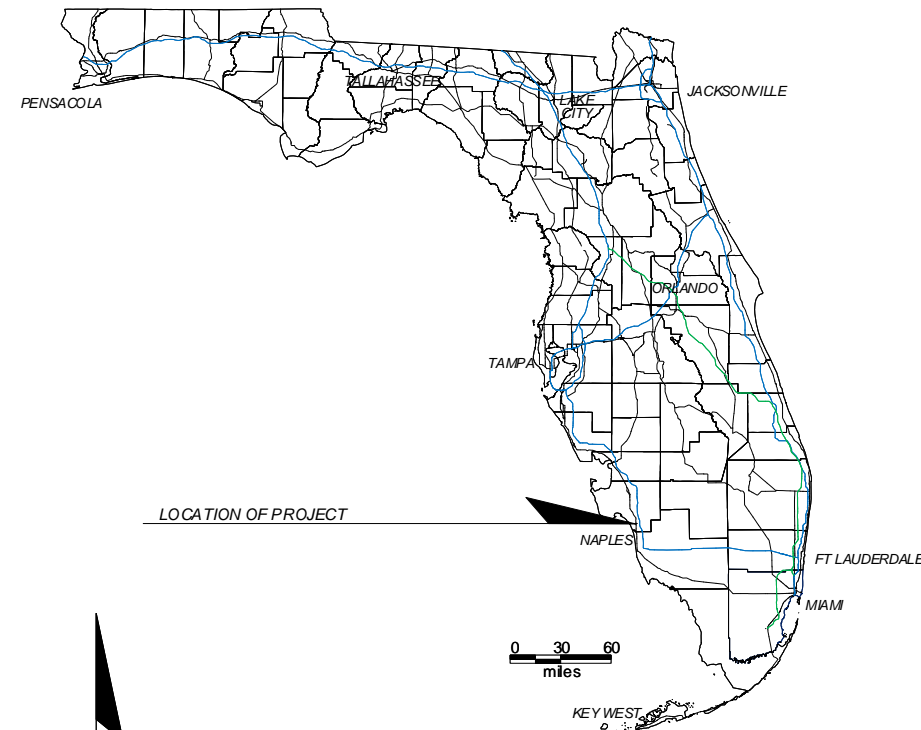 TALLAHASSEE
PENSACOLA
JACKSONVILLE
LAKE
CITY
ORLANDO
TAMPA
LOCATION OF PROJECT
NAPLES
FT LAUDERDALE
MIAMI
0 30 60
miles
KEY WEST